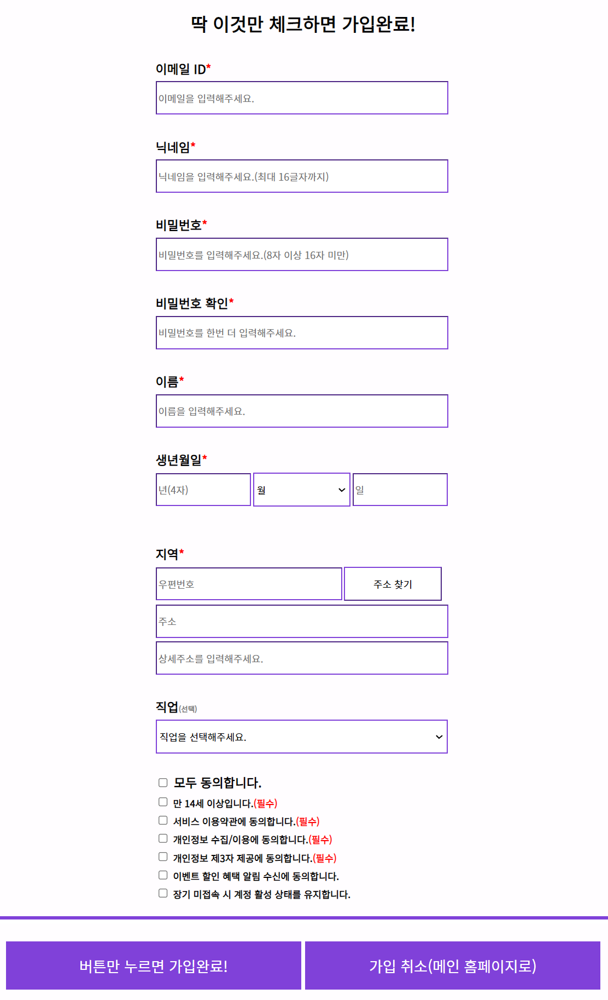 딱 이것만 체크하면 가입완료!
이메일 ID*
이메일을 입력해주세요.
닉네임*
닉네임을 입력해주세요.(최대 16글자까지)
비밀번호*
비밀번호를 입력해주세요.(8자 이상 16자 미만)
비밀번호 확인*
비밀번호를 한번 더 입력해주세요.
이름*
이름을 입력해주세요.
생년월일*
년(4자) 월 일
지역*
우편번호 주소 찾기
주소
상세주소를 입력해주세요.
직업(선택)
직업을 선택해주세요.
모두 동의합니다.
만 14세 이상입니다.(필수)
서비스 이용약관에 동의합니다.(필수)
개인정보 수집/이용에 동의합니다.(필수)
개인정보 제3자 제공에 동의합니다.(필수)
이벤트 할인 혜택 알림 수신에 동의합니다.
장기 미접속 시 계정 활성 상태를 유지합니다.
버튼만 누르면 가입완료! 가입 취소(메인 홈페이지로)